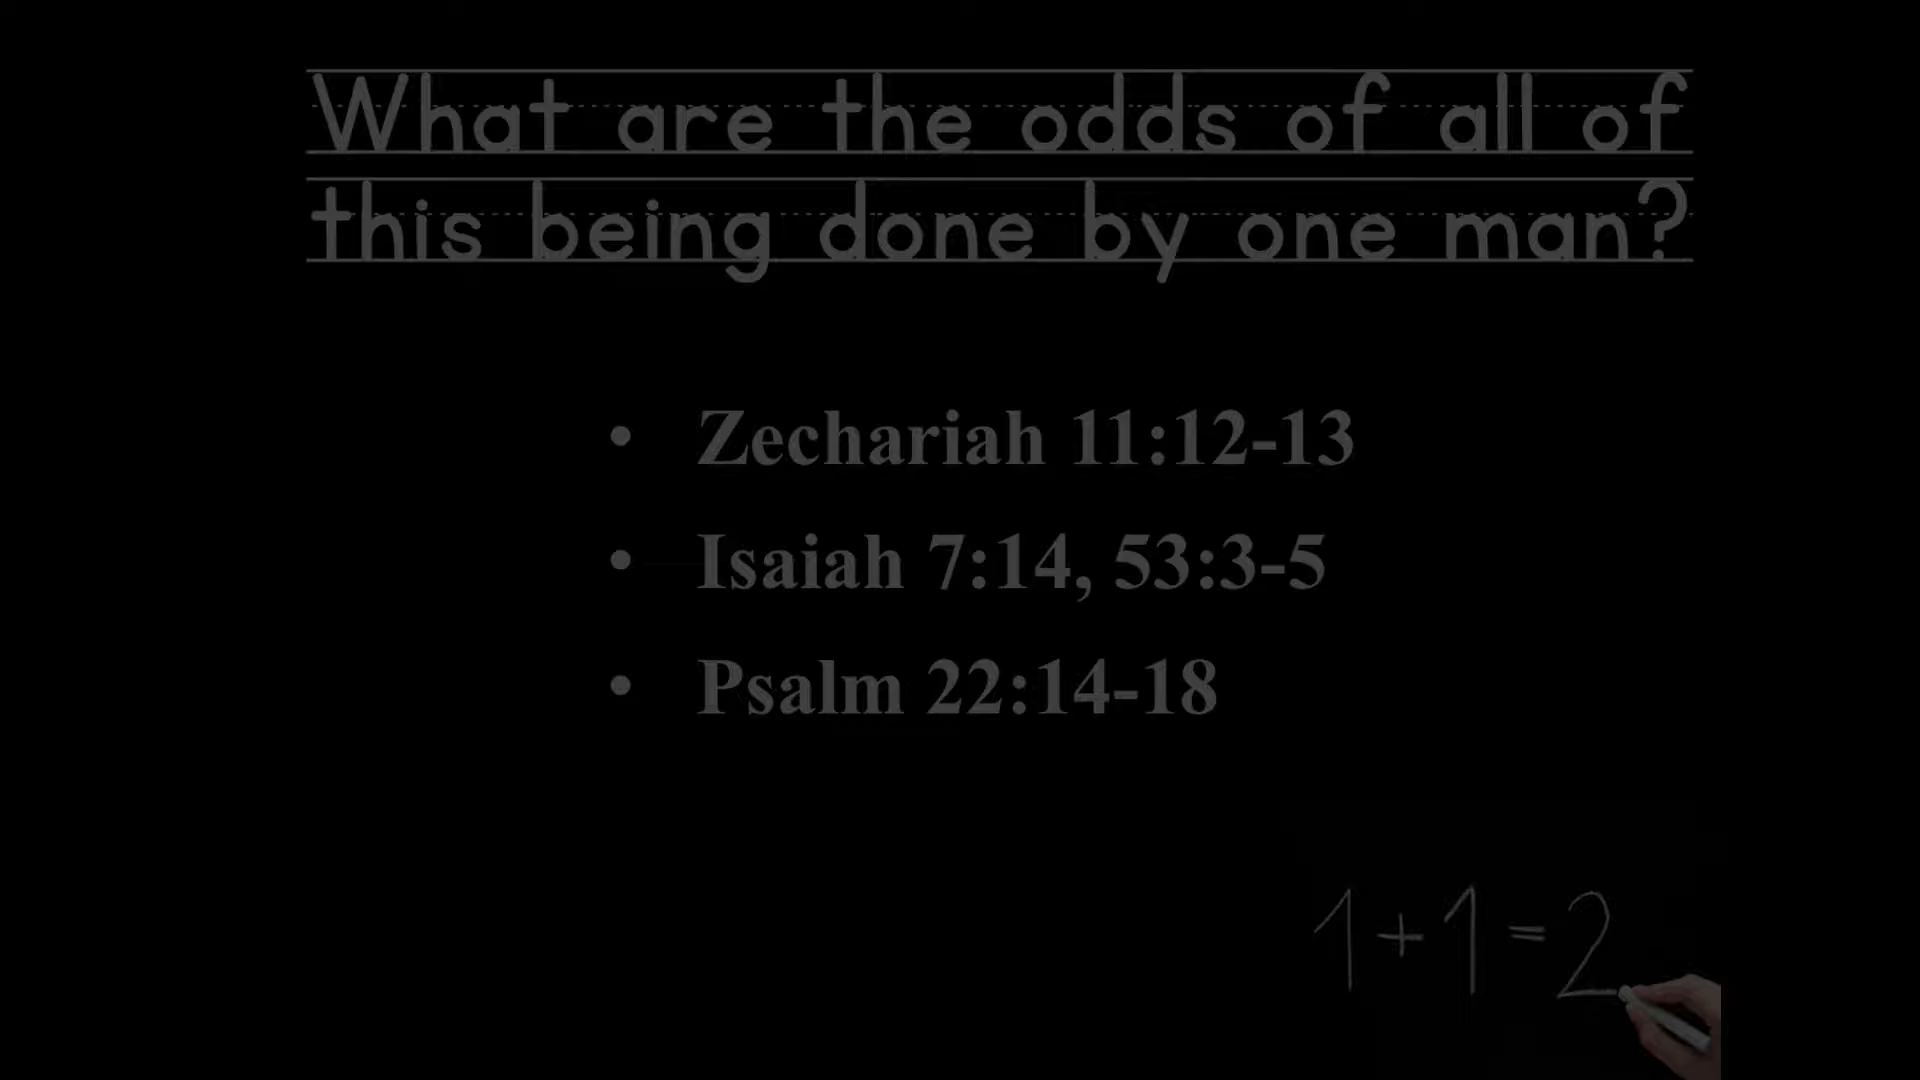 What are the odds of all of
this being done by one man?
• Zechariah 11:12-13
• Isaiah 7:14, 53:3-5
• Psalm 22:14-18
1+1=2